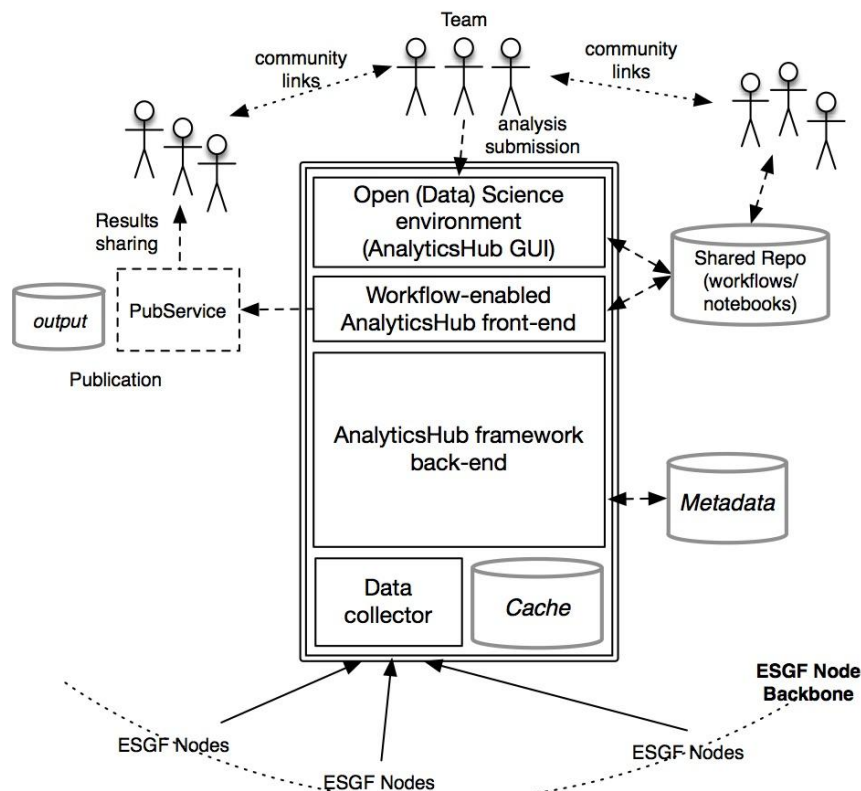 Team
community
links
community
links
analysis
submission
Open (Data) Science
environment
(AnalyticsHub GUI)
Results
sharing
Shared Repo
(workflows/
notebooks)
output
PubService
Workflow-enabled
AnalyticsHub front-end
Publication
AnalyticsHub framework
back-end
Metadata
Data
collector
Cache
ESGF Node
Backbone
ESGF Nodes
ESGF Nodes
ESGF Nodes